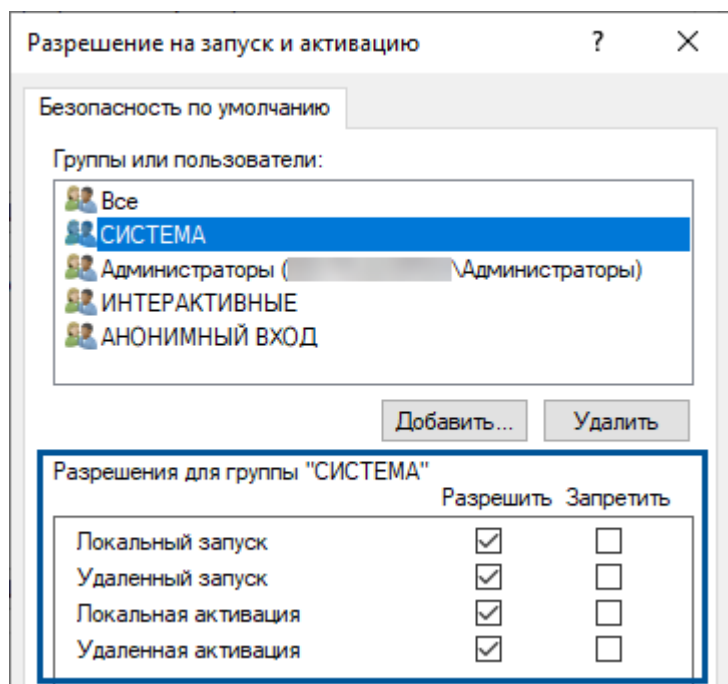 Разрешение на запуск и активацию ? ×
Безопасность по умолчанию
Группы или пользователи:
Все
СИСТЕМА
Администраторы ( \Администраторы)
ИНТЕРАКТИВНЫЕ
АНОНИМНЫЙ ВХОД
Добавить... Удалить
Разрешения для группы "СИСТЕМА"
Разрешить Запретить
Локальный запуск
Удаленный запуск
Локальная активация
Удаленная активация